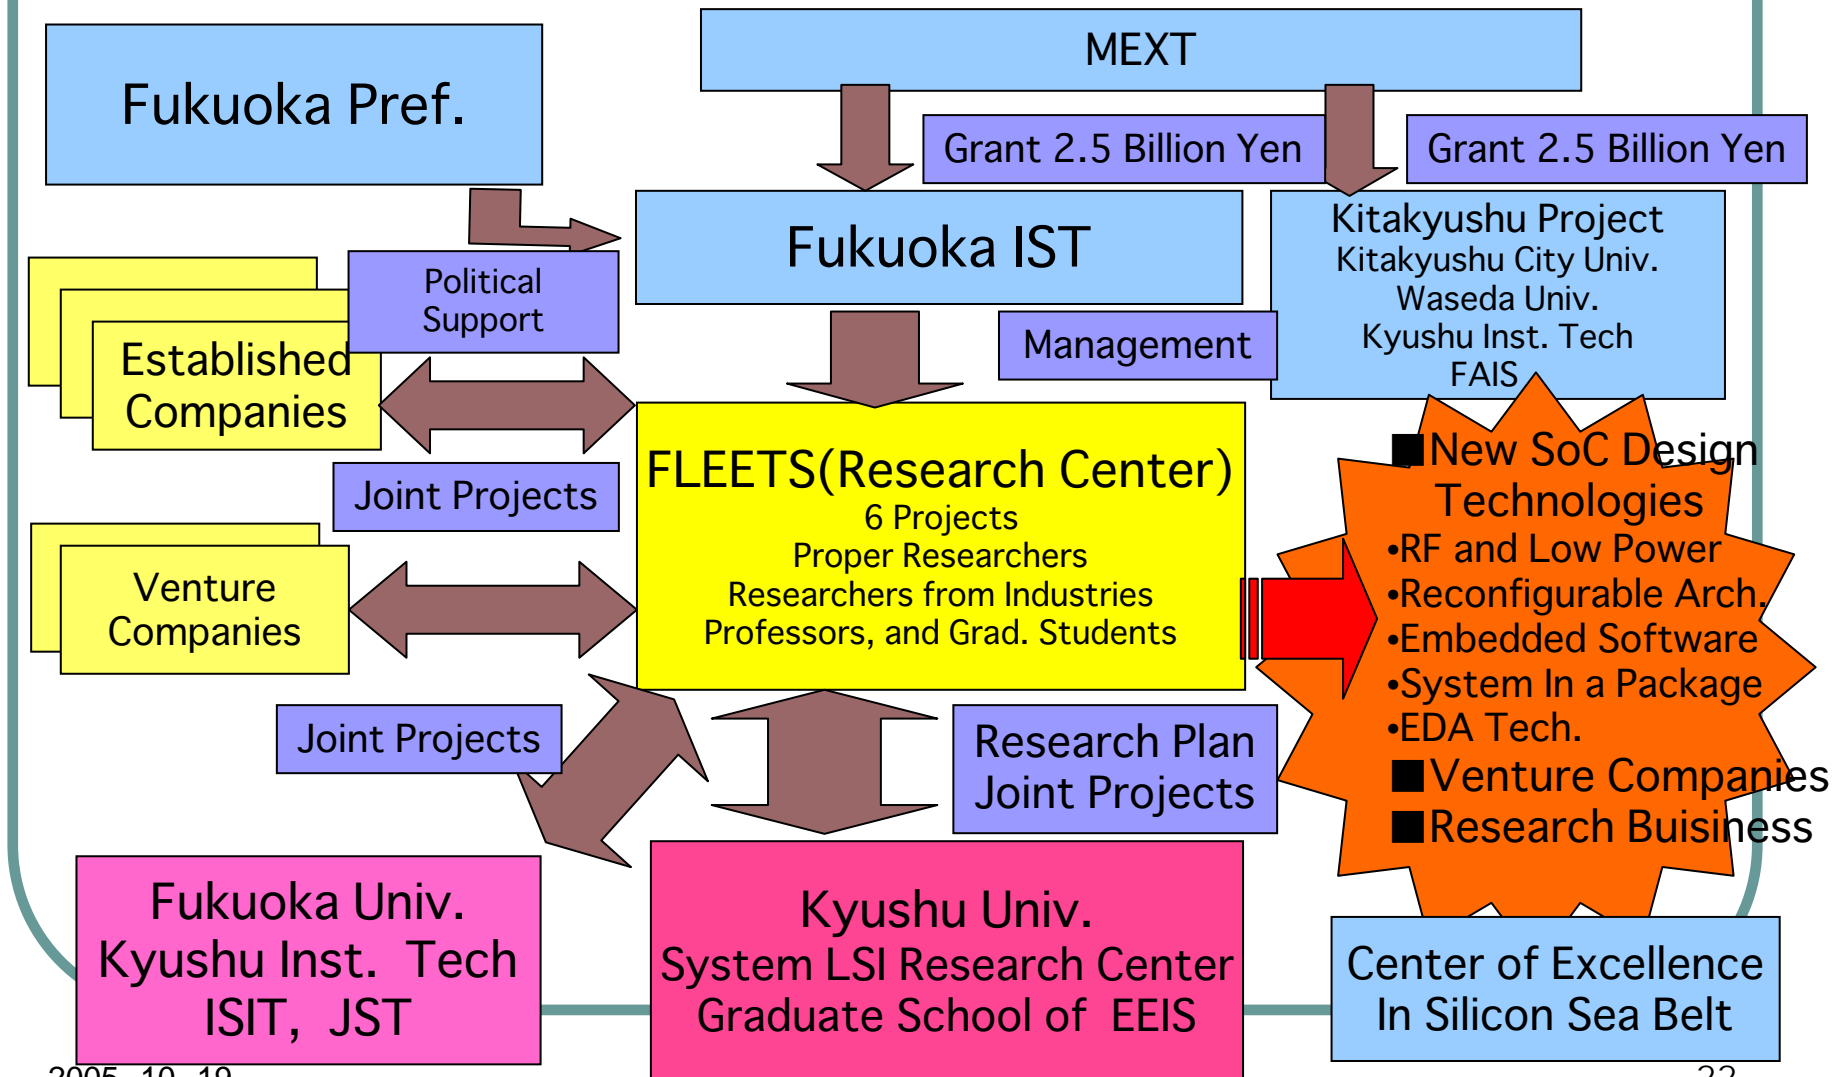 Fukuoka Pref.
MEXT
Grant 2.5 Billion Yen
Grant 2.5 Billion Yen
Fukuoka IST
Kitakyushu Project
Kitakyushu City Univ.
Waseda Univ.
Kyushu Inst. Tech
FAIS
Political
Support
Management
Established
Companies
Joint Projects
FLEETS(Research Center)
6 Projects
Proper Researchers
Researchers from Industries
Professors, and Grad. Students
Venture
Companies
■New SoC Design
Technologies
•RF and Low Power
•Reconfigurable Arch.
•Embedded Software
•System In a Package
•EDA Tech.
■Venture Companies
■Research Buisiness
Joint Projects
Research Plan
Joint Projects
Fukuoka Univ.
Kyushu Inst. Tech
ISIT, JST
Kyushu Univ.
System LSI Research Center
Graduate School of EEIS
Center of Excellence
In Silicon Sea Belt
2005 10 19
22